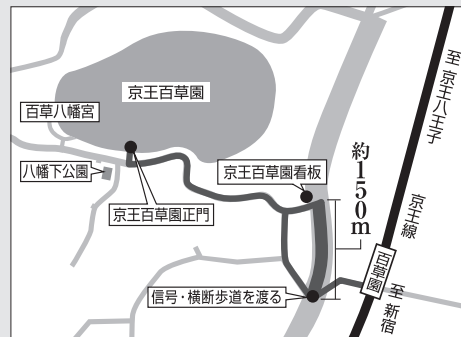 京王百草園
百草八幡宮
八幡下公園
京王百草園正門
京王百草園看板
約150m
信号・横断歩道を渡る
至 京王八王子
京王線
百草園
至 新宿